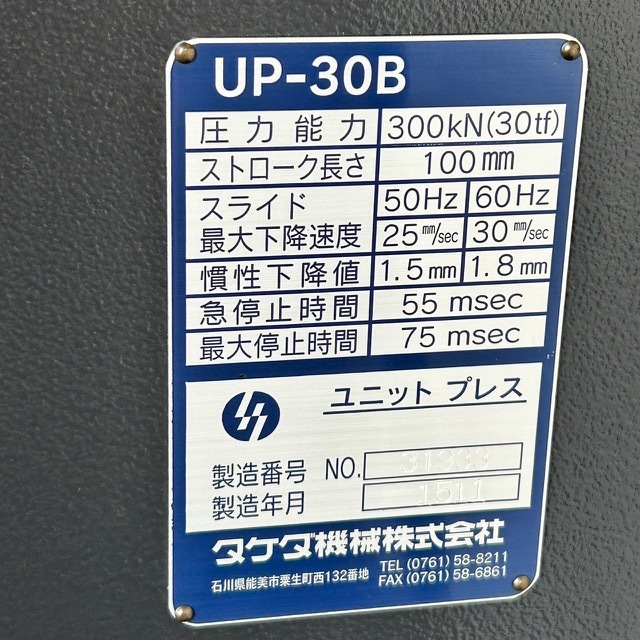 UP-30B
圧力能力 300kN(30tf)
ストローク長さ 100mm
スライド 50Hz 60Hz
最大下降速度 25mm/sec 30mm/sec
慣性下降値 1.5mm 1.8mm
急停止時間 55 msec
最大停止時間 75 msec
ユニット プレス
製造番号 NO. 31933
製造年月 1511
タケダ機械株式会社
石川県能美市粟生町西132番地 TEL (0761) 58-8211
FAX (0761) 58-6861